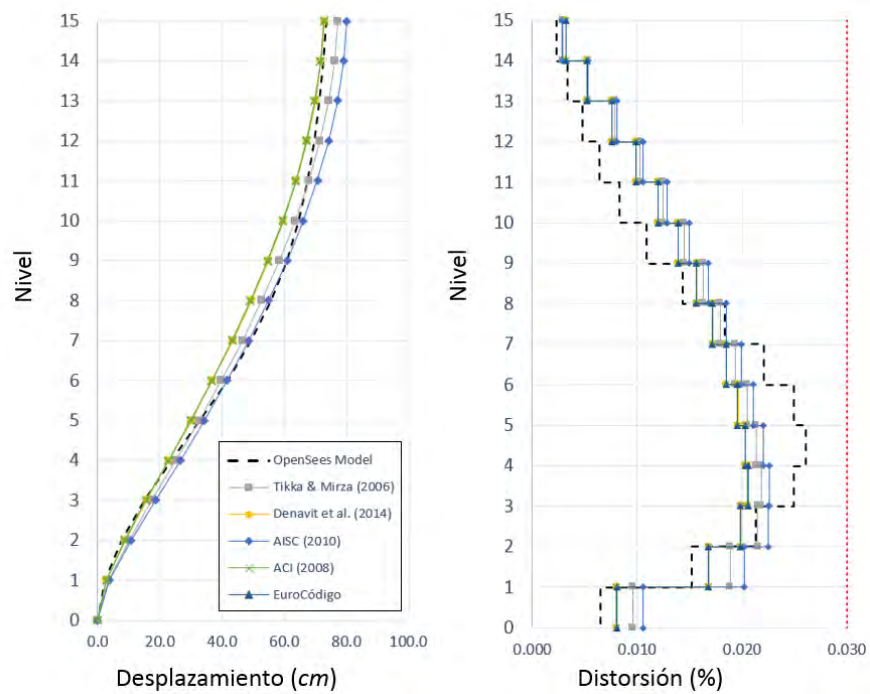 15
14
13
12
11
10
9
8
7
6
5
4
3
2
1
0
Nivel
0.0 20.0 40.0 60.0 80.0 100.0
Desplazamiento (cm)
OpenSees Model
Tikka & Mirza (2006)
Denavit et al. (2014)
AISC (2010)
ACI (2008)
EuroCódigo
15
14
13
12
11
10
9
8
7
6
5
4
3
2
1
0
Nivel
0.000 0.010 0.020 0.030
Distorsión (%)